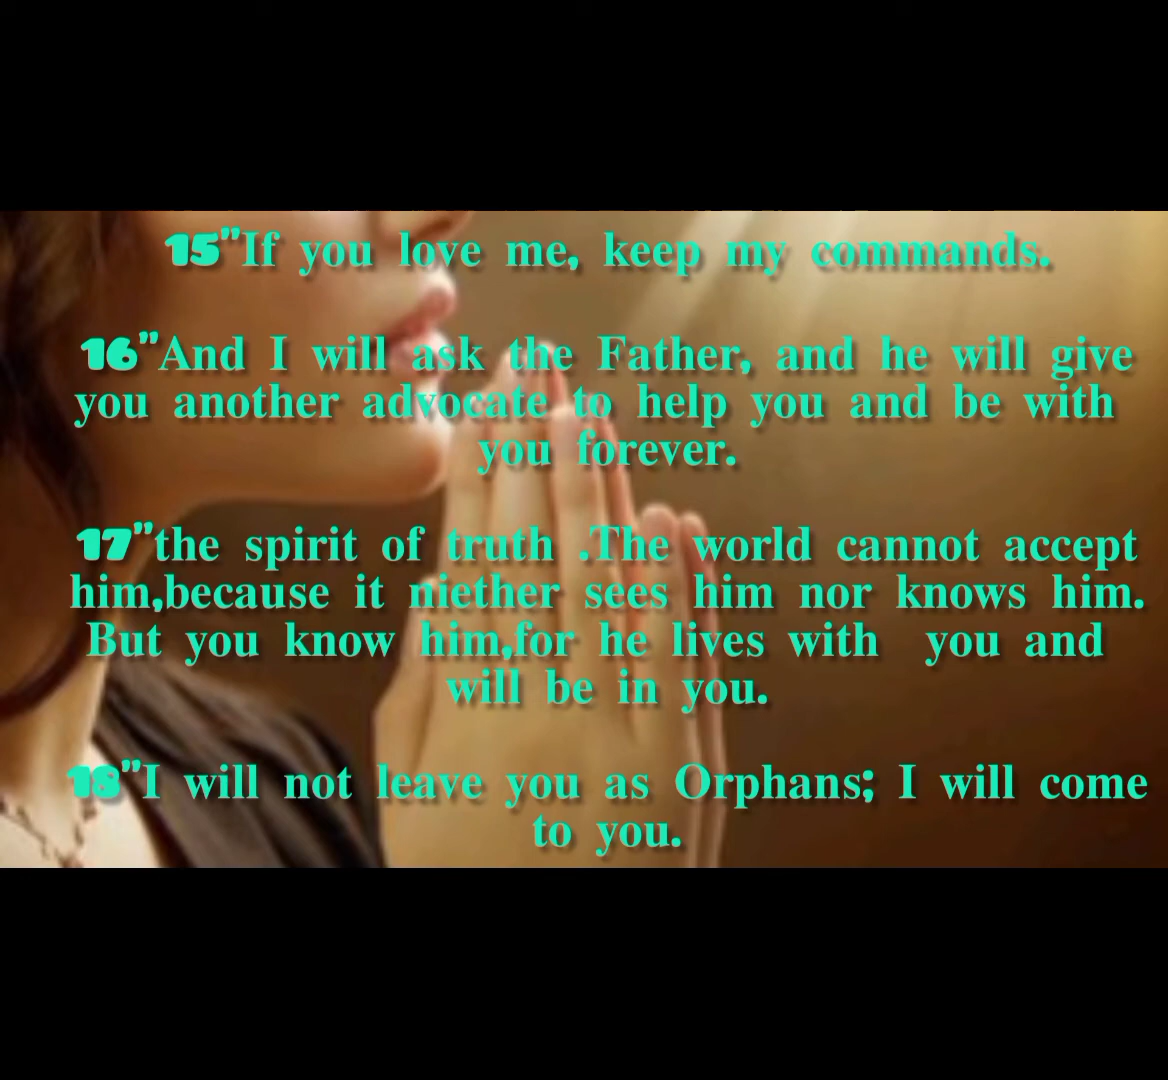 15"If you love me, keep my commands.
16"And I will ask the Father, and he will give
you another advocate to help you and be with
you forever.
17"the spirit of truth .The world cannot accept
him,because it niether sees him nor knows him.
But you know him,for he lives with you and
will be in you.
18"I will not leave you as Orphans; I will come
to you.